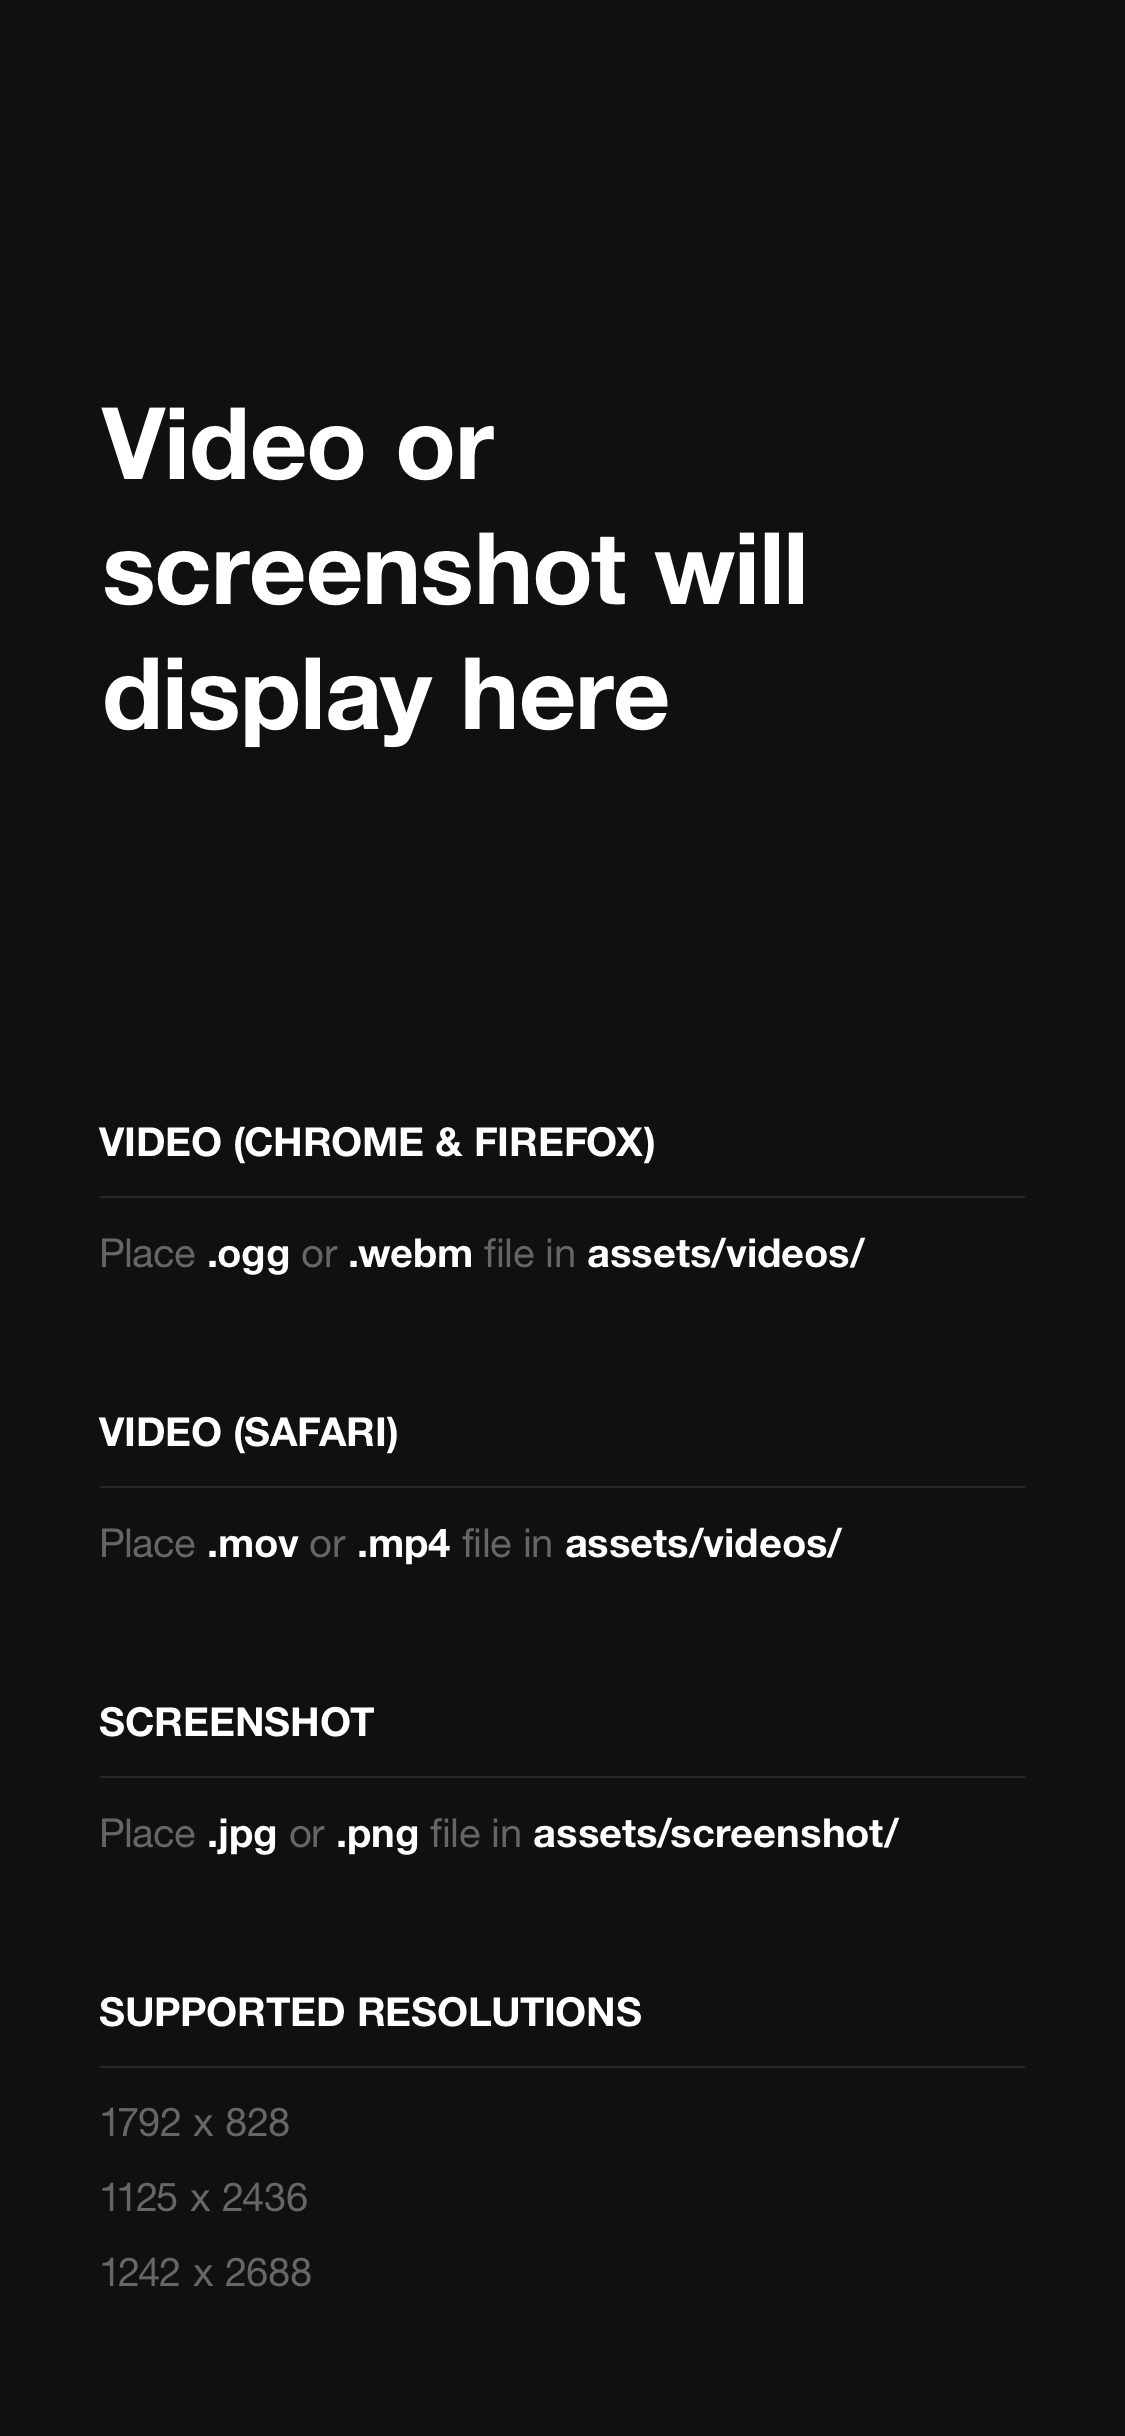 Video or
screenshot will
display here
VIDEO (CHROME & FIREFOX)
Place .ogg or .webm file in assets/videos/
VIDEO (SAFARI)
Place .mov or .mp4 file in assets/videos/
SCREENSHOT
Place .jpg or .png file in assets/screenshot/
SUPPORTED RESOLUTIONS
1792 x 828
1125 x 2436
1242 x 2688